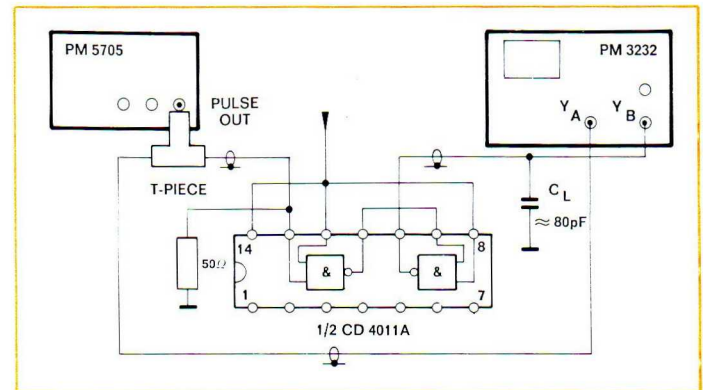 PM 5705
PM 3232
PULSE
OUT
Y A
Y B
T-PIECE
C L
≈ 80pF
50Ω
14
8
&
&
1
7
1/2 CD 4011A